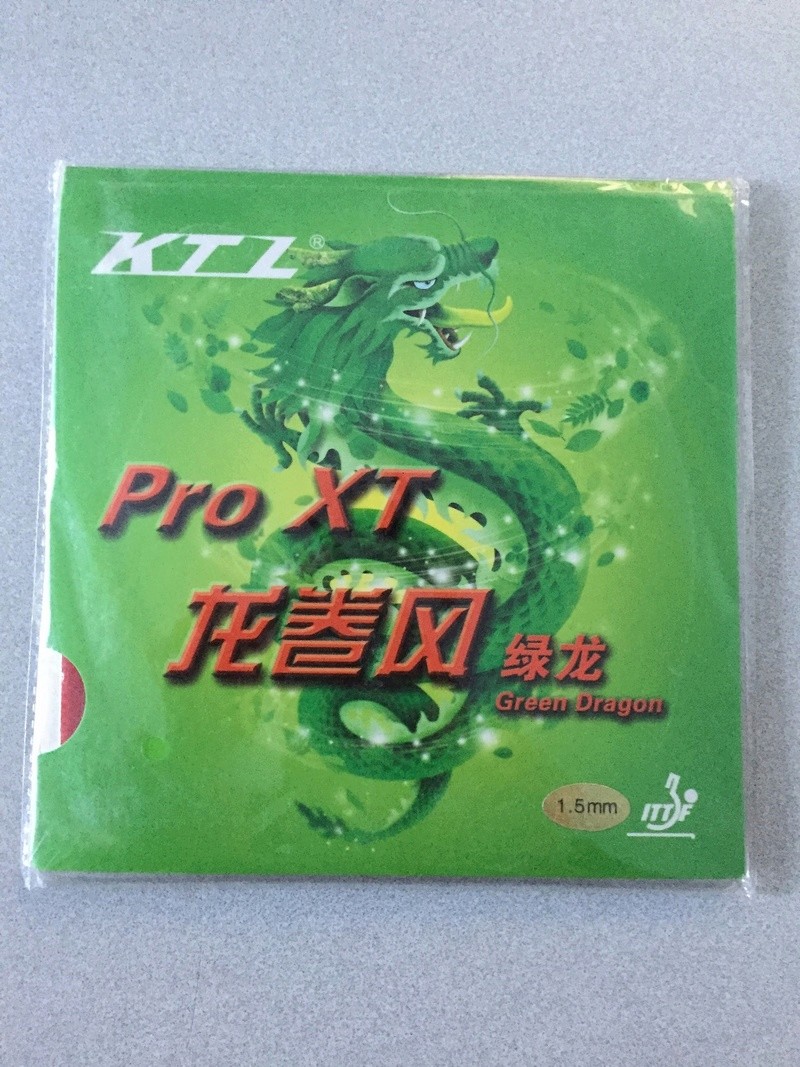 KTL®
Pro XT
龙卷风
绿龙
Green Dragon
1.5mm
ITTF